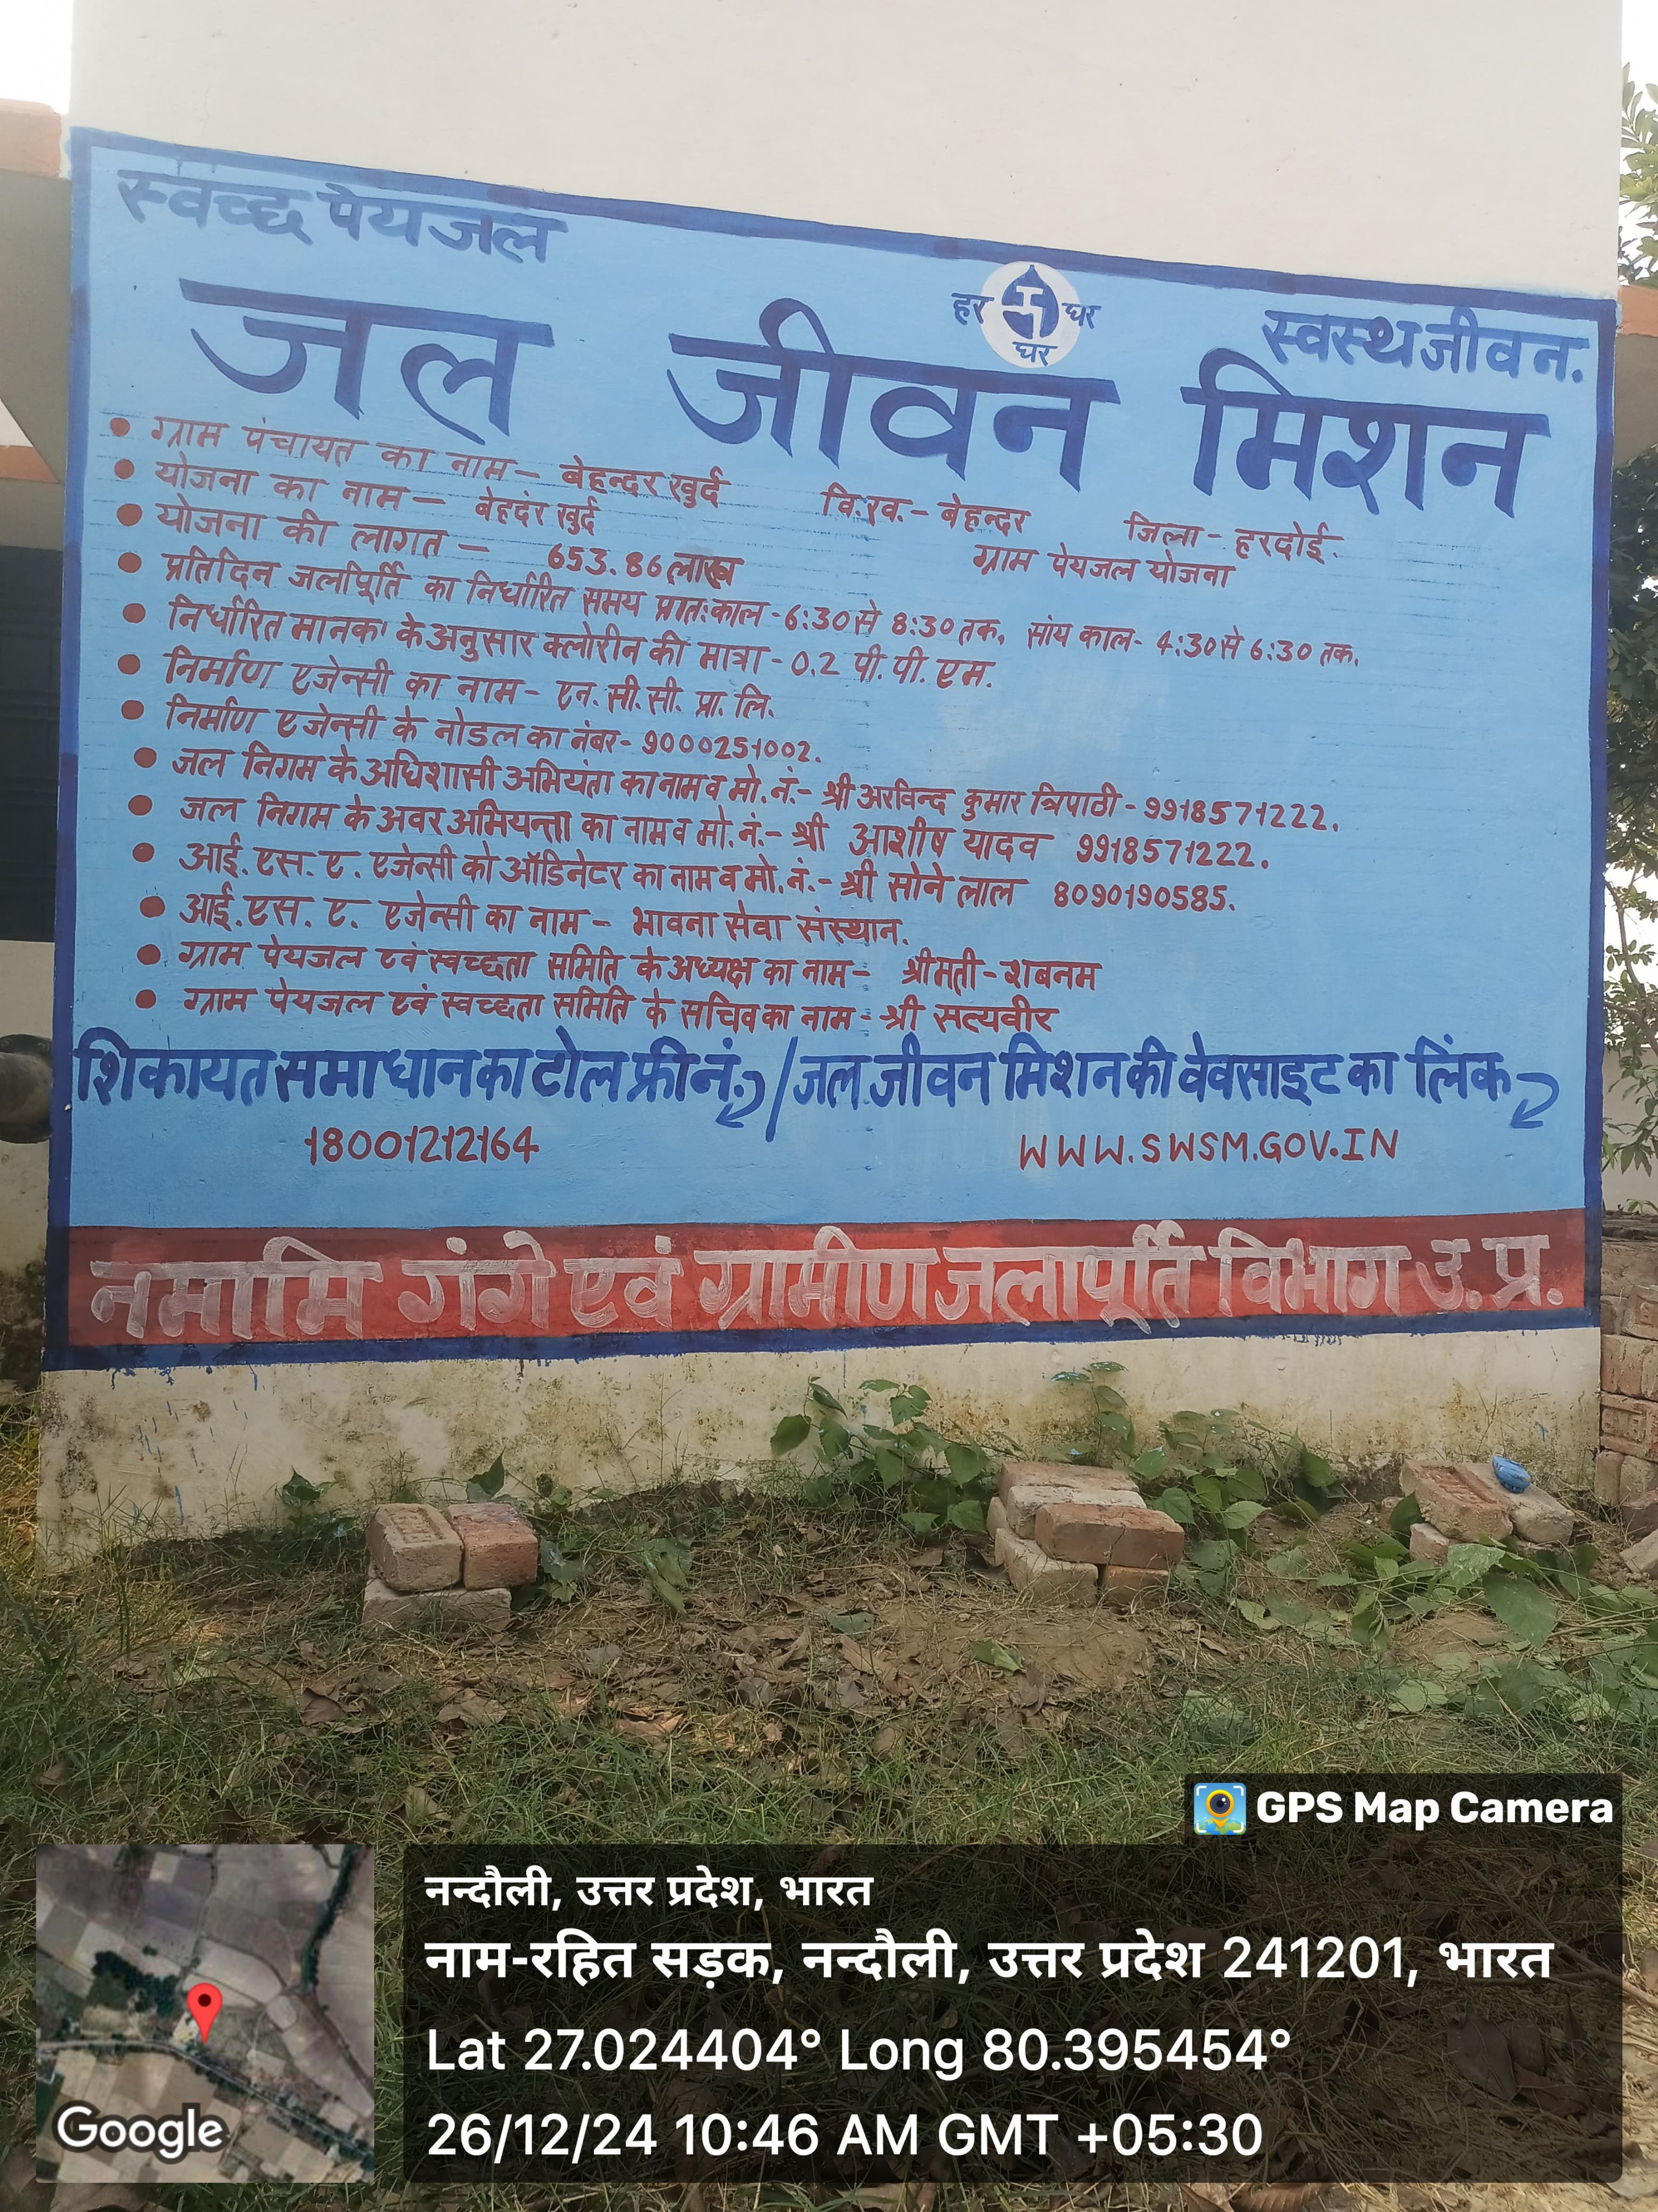 स्वच्छ पेयजल
हर घर
घर
स्वस्थ जीवन.
जल जीवन मिशन
• ग्राम पंचायत का नाम – बेहन्दर खुर्द वि.ख.- बेहन्दर जिला - हरदोई.
• योजना का नाम – बेहदंर खुर्द ग्राम पेयजल योजना
• योजना की लागत – 653.86 लाख
• प्रतिदिन जलापूर्ति का निर्धारित समय प्रातःकाल - 6:30 से 8:30 तक, सांय काल- 4:30 से 6:30 तक.
• निर्धारित मानक के अनुसार क्लोरीन की मात्रा - 0.2 पी. पी. एम.
• निर्माण एजेन्सी का नाम – एन. सी. सी. प्रा. लि.
• निर्माण एजेन्सी के नोडल का नंबर- 9000251002.
• जल निगम के अधिशासी अभियंता का नाम व मो. नं.- श्री अरविन्द कुमार त्रिपाठी - 9918571222.
• जल निगम के अवर अभियन्ता का नाम व मो. नं.- श्री आशीष यादव 9918571222.
• आई. एस. ए. एजेन्सी को ऑडिनेटर का नाम व मो. नं.- श्री सोने लाल 8090190585.
• आई. एस. ए. एजेन्सी का नाम – भावना सेवा संस्थान.
• ग्राम पेयजल एवं स्वच्छता समिति के अध्यक्ष का नाम – श्रीमती - शबनम
• ग्राम पेयजल एवं स्वच्छता समिति के सचिव का नाम - श्री सत्यवीर
शिकायत समाधान का टोल फ्री नं. / जल जीवन मिशन की वेवसाइट का लिंक
18001212164 WWW.SWSM.GOV.IN
नमामि गंगे एवं ग्रामीण जलापूर्ति विभाग उ. प्र.
GPS Map Camera
नन्दौली, उत्तर प्रदेश, भारत
नाम-रहित सड़क, नन्दौली, उत्तर प्रदेश 241201, भारत
Lat 27.024404° Long 80.395454°
26/12/24 10:46 AM GMT +05:30
Google